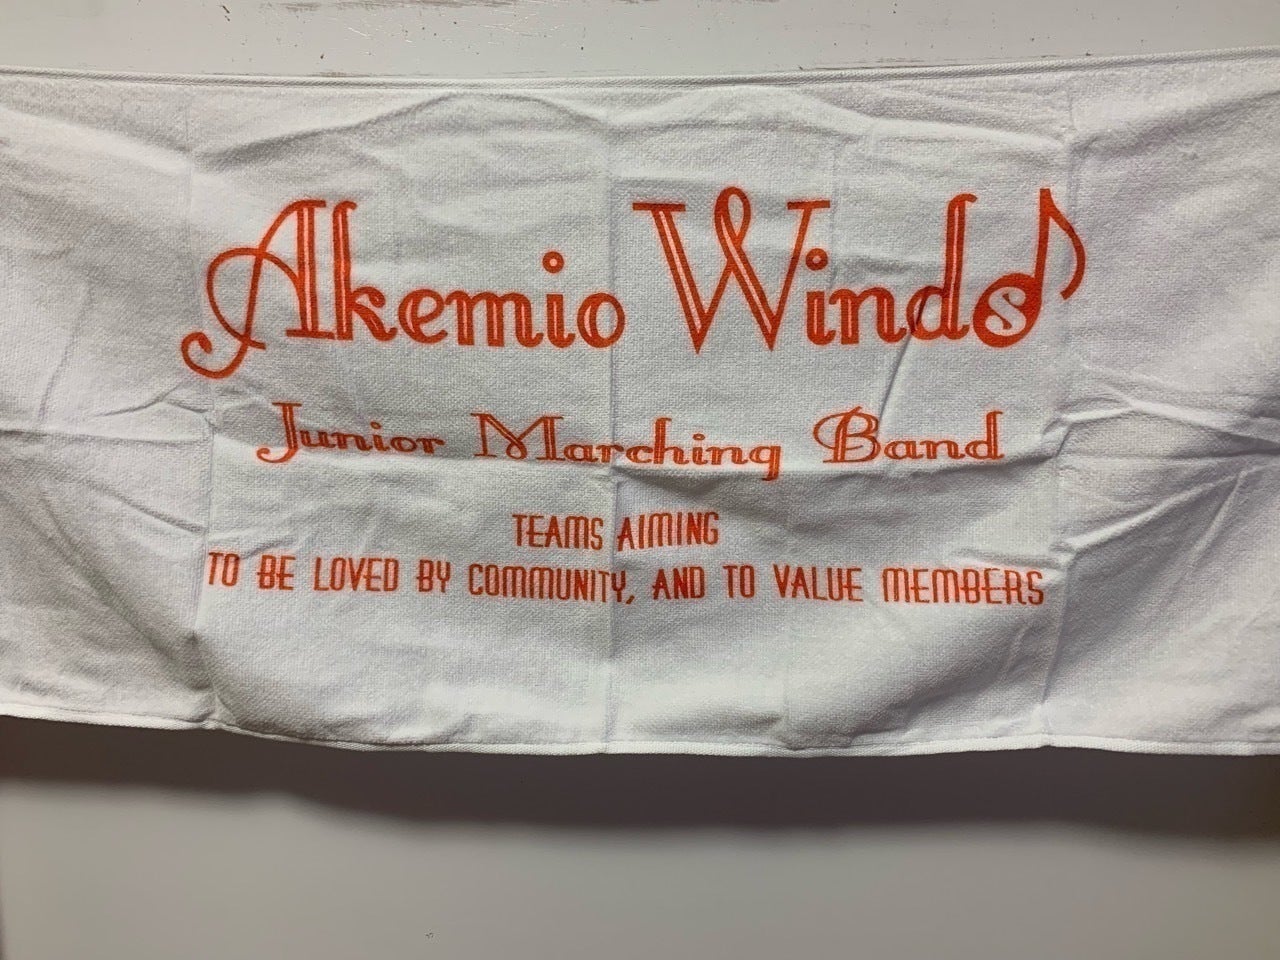 Akemio Winds
Junior Marching Band
TEAMS AIMING
TO BE LOVED BY COMMUNITY, AND TO VALUE MEMBERS